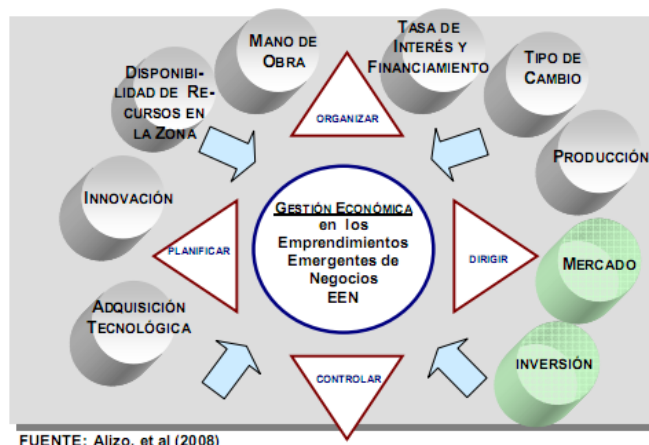 MANO DE
OBRA
TASA DE
INTERÉS Y
FINANCIAMIENTO
TIPO DE
CAMBIO
DISPONIBI-
LIDAD DE RE-
CURSOS EN
LA ZONA
ORGANIZAR
PRODUCCIÓN
INNOVACIÓN
GESTIÓN ECONÓMICA
en los
Emprendimientos
Emergentes de
Negocios
EEN
PLANIFICAR
DIRIGIR
MERCADO
ADQUISICIÓN
TECNOLÓGICA
CONTROLAR
INVERSIÓN
FUENTE: Alizo, et al (2008)